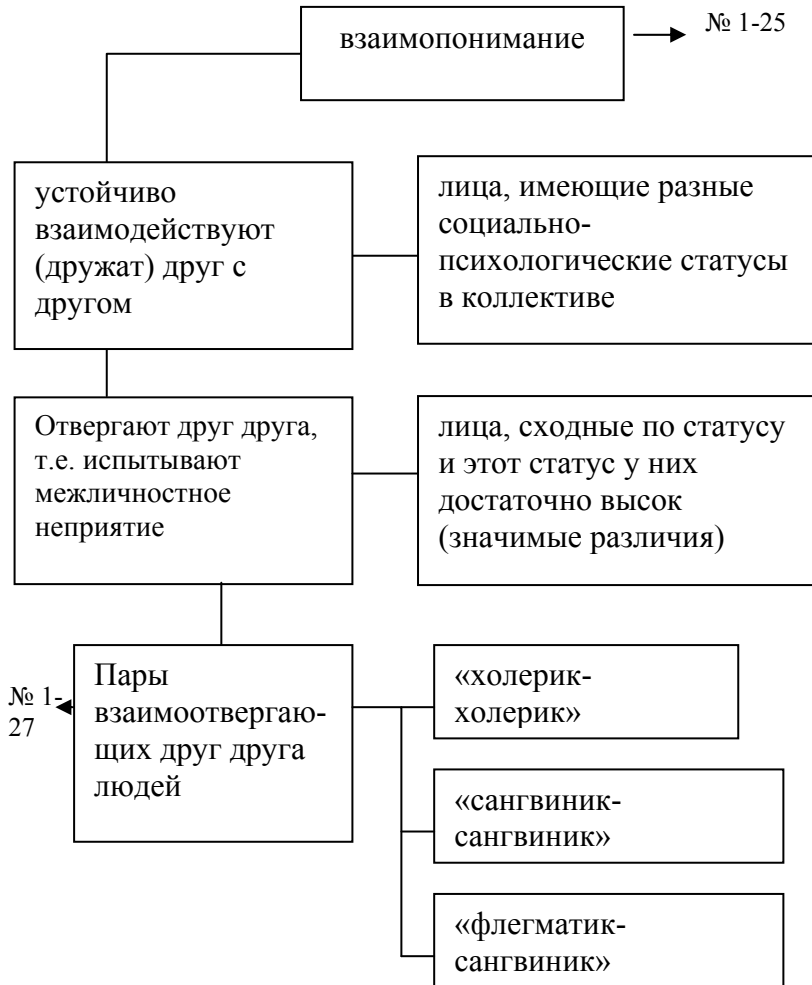 взаимопонимание
№ 1-25
устойчиво
взаимодействуют
(дружат) друг с
другом
лица, имеющие разные
социально-
психологические статусы
в коллективе
Отвергают друг друга,
т.е. испытывают
межличностное
неприятие
лица, сходные по статусу
и этот статус у них
достаточно высок
(значимые различия)
№ 1-
27
Пары
взаимоотвергаю-
щих друг друга
людей
«холерик-
холерик»
«сангвиник-
сангвиник»
«флегматик-
сангвиник»